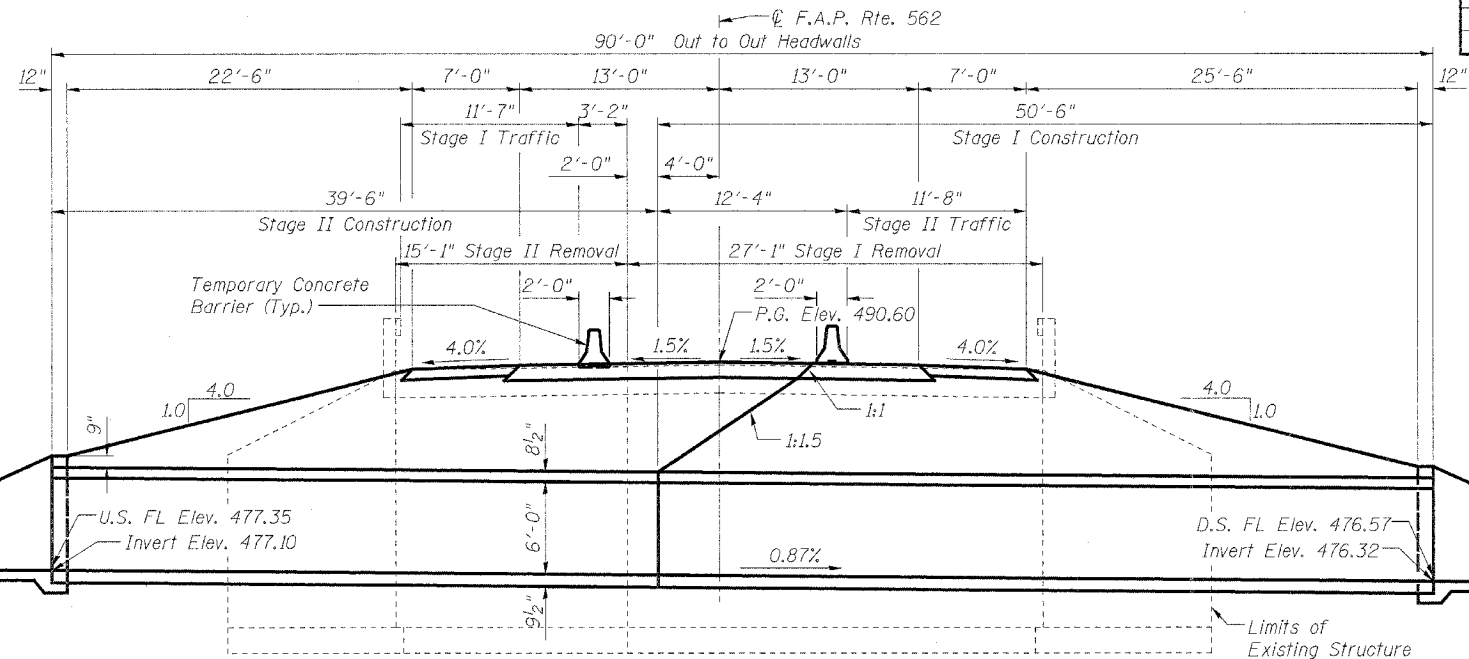 ℄ F.A.P. Rte. 562
90'-0" Out to Out Headwalls
12" 22'-6" 7'-0" 13'-0" 13'-0" 7'-0" 25'-6" 12"
11'-7" 3'-2" 50'-6"
Stage I Traffic Stage I Construction
2'-0" 4'-0"
39'-6" 12'-4" 11'-8"
Stage II Construction Stage II Traffic
15'-1" Stage II Removal 27'-1" Stage I Removal
Temporary Concrete
Barrier (Typ.)
2'-0" 2'-0"
P.G. Elev. 490.60
4.0% 1.5% 1.5% 4.0%
4.0
1.0
4.0
1.0
1:1
1:1.5
9"
8½"
U.S. FL Elev. 477.35
Invert Elev. 477.10
6'-0"
D.S. FL Elev. 476.57
Invert Elev. 476.32
0.87%
9½"
Limits of
Existing Structure